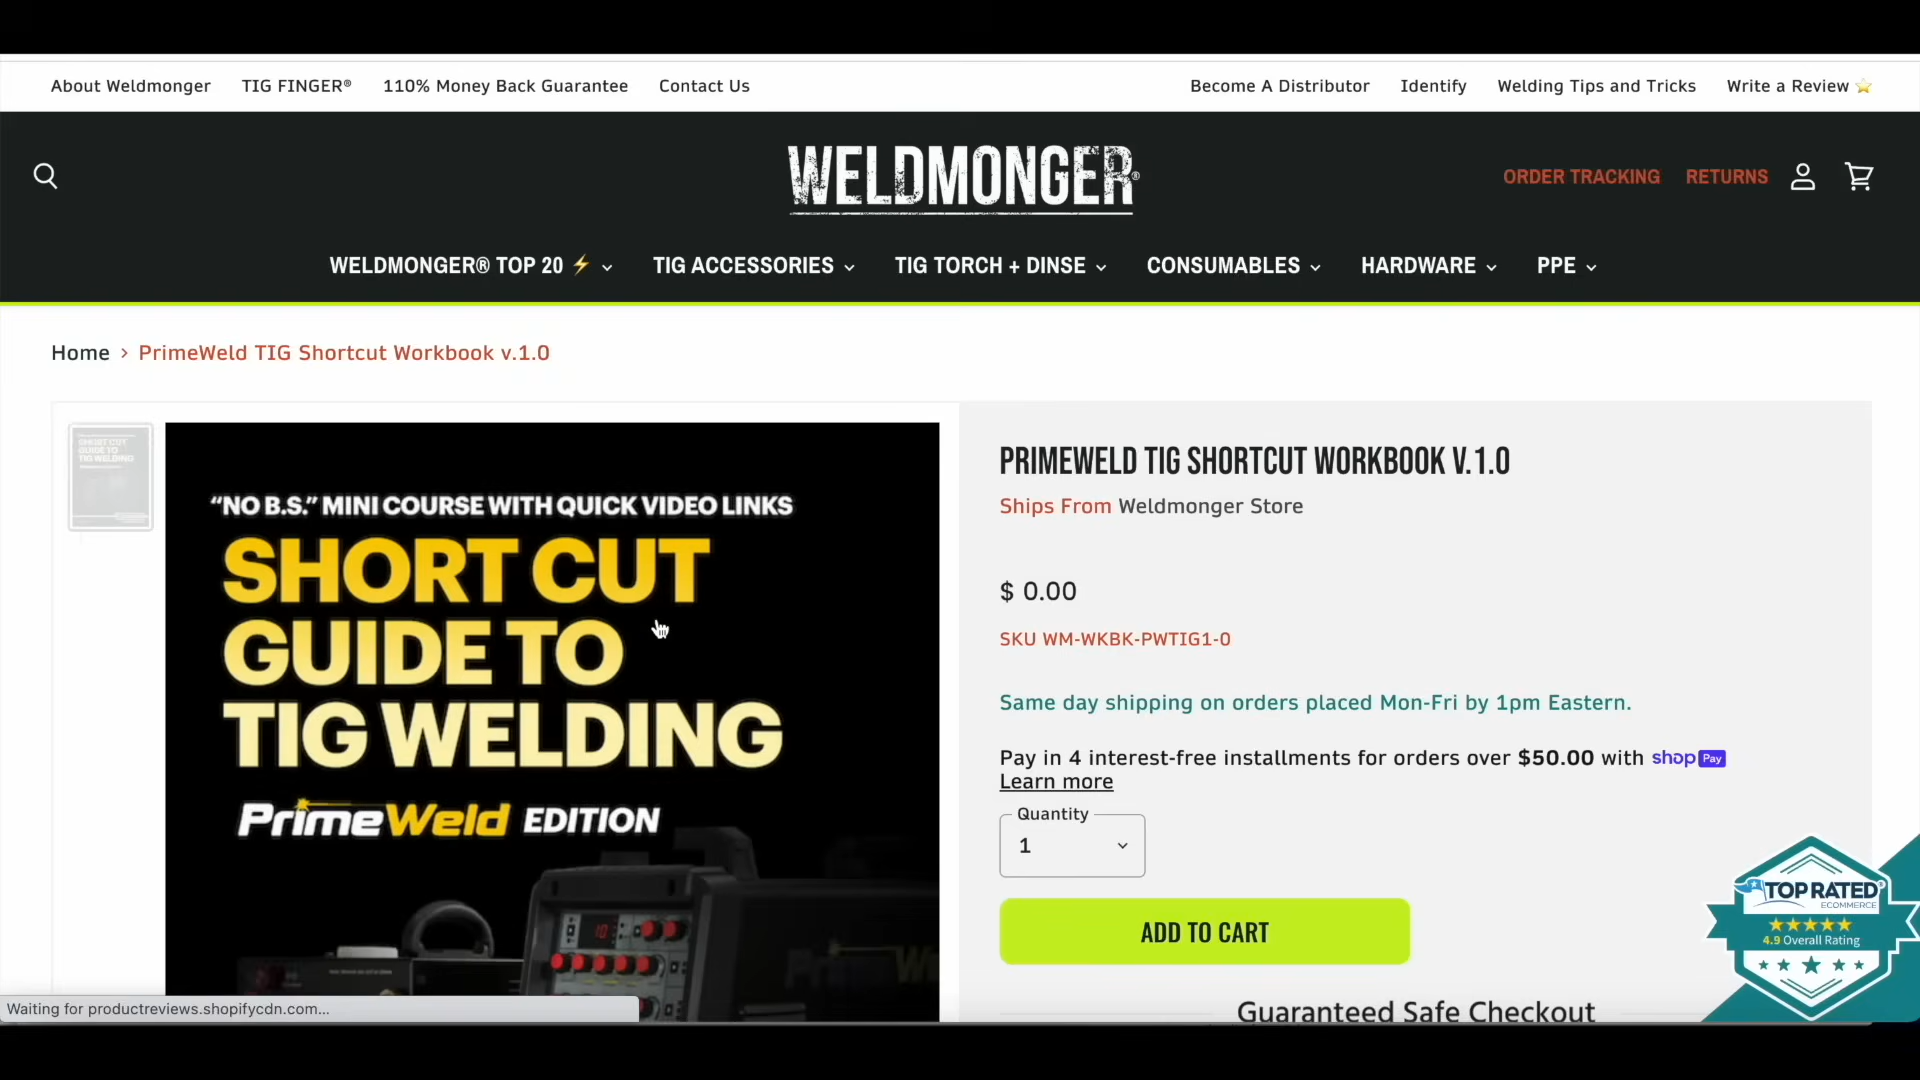 About Weldmonger TIG FINGER® 110% Money Back Guarantee Contact Us
Become A Distributor Identify Welding Tips and Tricks Write a Review
WELDMONGER®
ORDER TRACKING RETURNS
WELDMONGER® TOP 20 TIG ACCESSORIES TIG TORCH + DINSE CONSUMABLES HARDWARE PPE
Home > PrimeWeld TIG Shortcut Workbook v.1.0
SHORT CUT
GUIDE TO
TIG WELDING
“NO B.S.” MINI COURSE WITH QUICK VIDEO LINKS
SHORT CUT
GUIDE TO
TIG WELDING
PrimeWeld EDITION
PRIMEWELD TIG SHORTCUT WORKBOOK V.1.0
Ships From Weldmonger Store
$ 0.00
SKU WM-WKBK-PWTIG1-0
Same day shipping on orders placed Mon-Fri by 1pm Eastern.
Pay in 4 interest-free installments for orders over $50.00 with shop Pay
Learn more
Quantity
1
ADD TO CART
Guaranteed Safe Checkout
TOP RATED
ECOMMERCE
4.9 Overall Rating
Waiting for productreviews.shopifycdn.com...